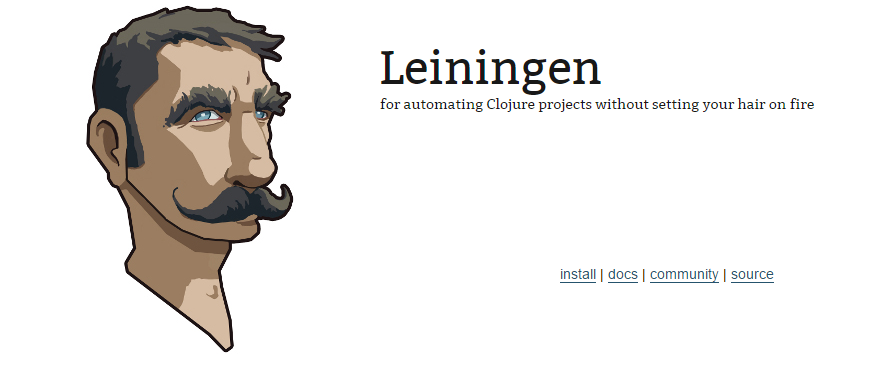 Leiningen
for automating Clojure projects without setting your hair on fire
install | docs | community | source